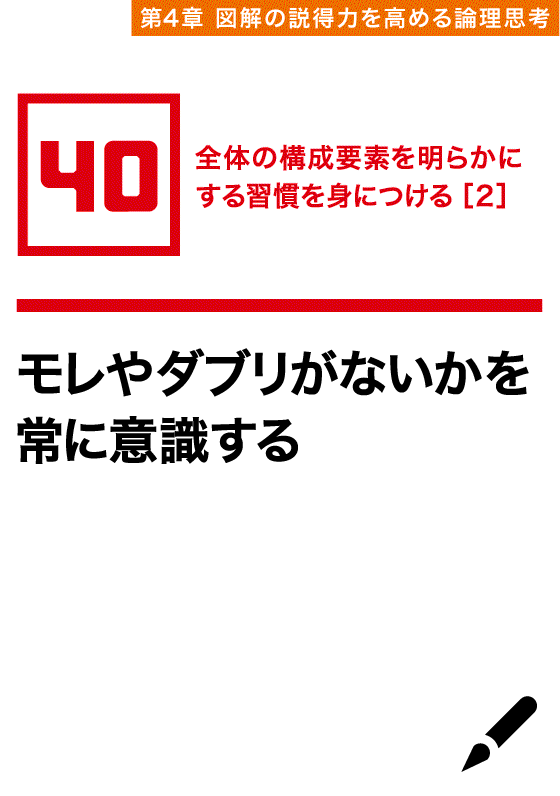 第4章 図解の説得力を高める論理思考
40
全体の構成要素を明らかに
する習慣を身につける［2］
モレやダブリがないかを
常に意識する